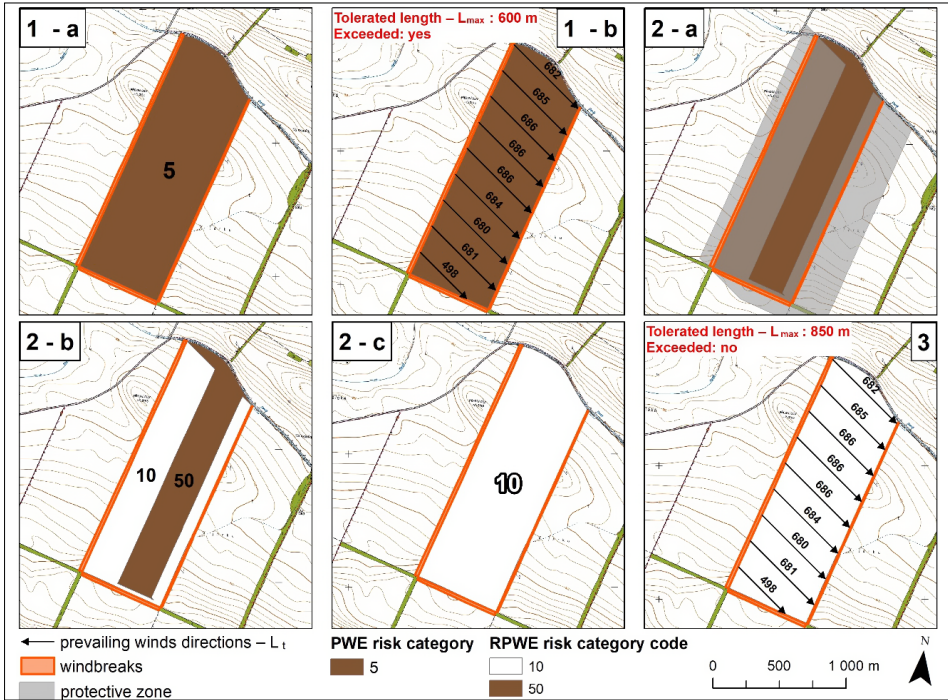 1 - a
Tolerated length – Lmax : 600 m
Exceeded: yes
1 - b
2 - a
5
682
685
686
686
686
684
680
681
498
2 - b
10
50
2 - c
10
Tolerated length – Lmax : 850 m
Exceeded: no
3
682
685
686
686
686
684
680
681
498
prevailing winds directions – L t
windbreaks
protective zone
PWE risk category
5
RPWE risk category code
10
50
0 500 1 000 m
N